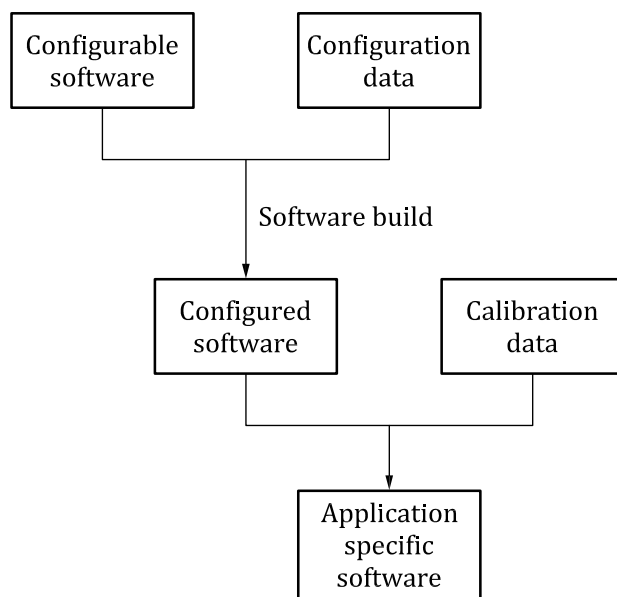 Configurable
software
Configuration
data
Software build
Configured
software
Calibration
data
Application
specific
software